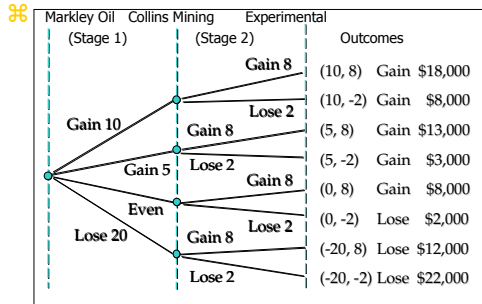 ⌘
Markley Oil Collins Mining Experimental
(Stage 1) (Stage 2) Outcomes
Gain 8
(10, 8) Gain $18,000
(10, -2) Gain $8,000
Lose 2
Gain 10
Gain 8
(5, 8) Gain $13,000
(5, -2) Gain $3,000
Lose 2
Gain 5
Gain 8
(0, 8) Gain $8,000
Even
(0, -2) Lose $2,000
Lose 2
Lose 20
Gain 8
(-20, 8) Lose $12,000
Lose 2
(-20, -2) Lose $22,000